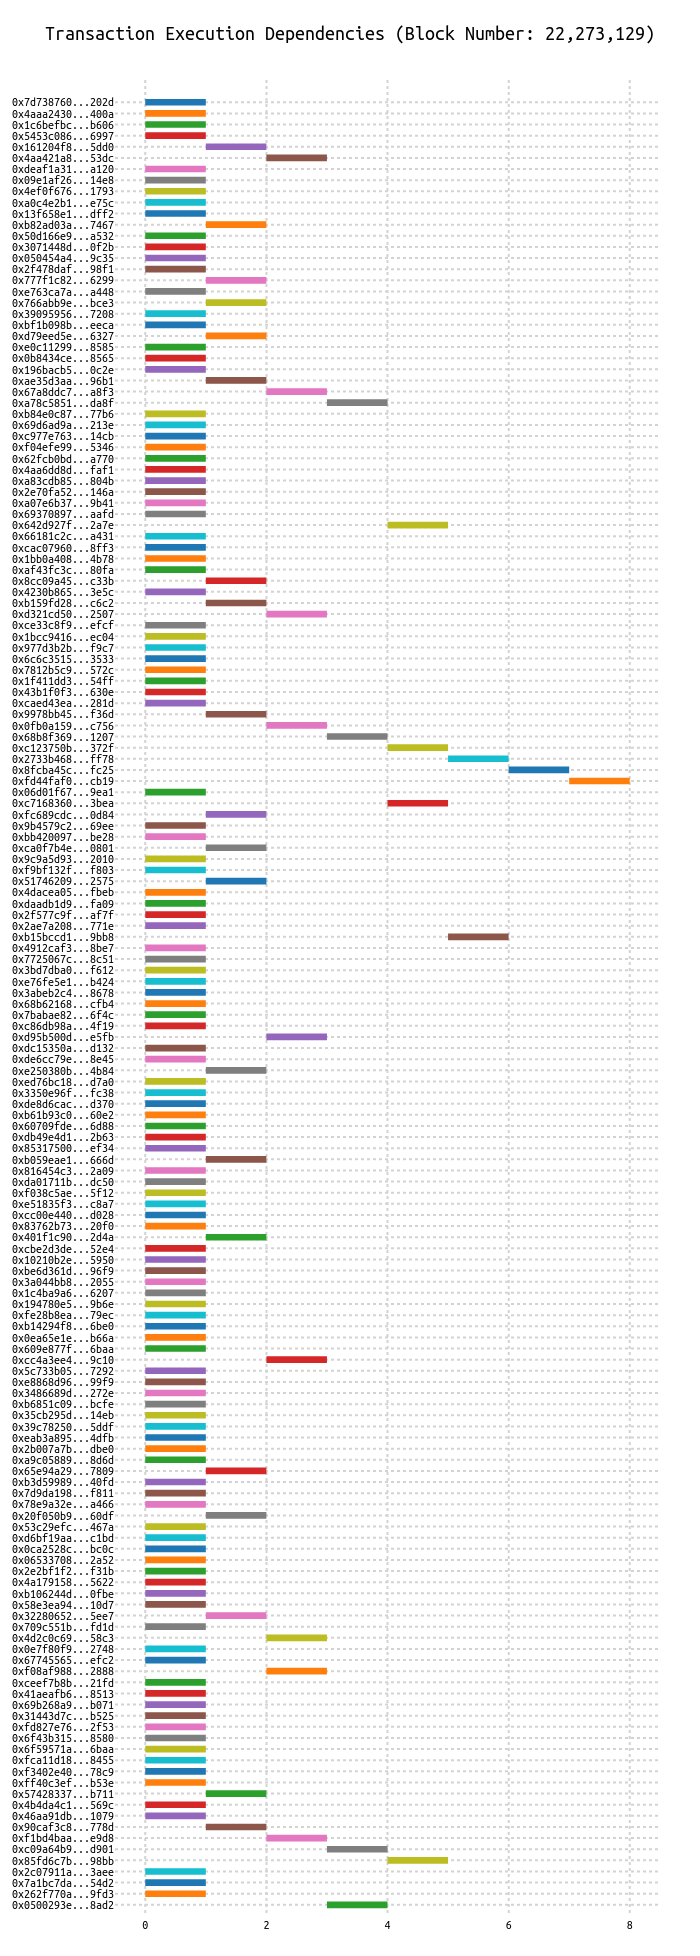 Transaction Execution Dependencies (Block Number: 22,273,129)
0x7d738760...202d
0x4aaa2430...400a
0x1c6befbc...b606
0x5453c086...6997
0x161204f8...5dd0
0x4aa421a8...53dc
0xdeaf1a31...a120
0x09e1af26...14e8
0x4ef0f676...1793
0xa0c4e2b1...e75c
0x13f658e1...dff2
0xb82ad03a...7467
0x50d166e9...a532
0x3071448d...0f2b
0x050454a4...9c35
0x2f478daf...98f1
0x777f1c82...6299
0xe763ca7a...a448
0x766abb9e...bce3
0x39095956...7208
0xbf1b098b...eeca
0xd79eed5e...6327
0xe0c11299...8585
0x0b8434ce...8565
0x196bacb5...0c2e
0xae35d3aa...96b1
0x67a8ddc7...a8f3
0xa78c5851...da8f
0xb84e0c87...77b6
0x69d6ad9a...213e
0xc977e763...14cb
0xf04efe99...5346
0x62fcb0bd...a770
0x4aa6dd8d...faf1
0xa83cdb85...804b
0x2e70fa52...146a
0xa07e6b37...9b41
0x69370897...aafd
0x642d927f...2a7e
0x66181c2c...a431
0xcac07960...8ff3
0x1bb0a408...4b78
0xaf43fc3c...80fa
0x8cc09a45...c33b
0x4230b865...3e5c
0xb159fd28...c6c2
0xd321cd50...2507
0xce33c8f9...efcf
0x1bcc9416...ec04
0x977d3b2b...f9c7
0x6c6c3515...3533
0x7812b5c9...572c
0x1f411dd3...54ff
0x43b1f0f3...630e
0xcaed43ea...281d
0x9978bb45...f36d
0x0fb0a159...c756
0x68b8f369...1207
0xc123750b...372f
0x2733b468...ff78
0x8fcba45c...fc25
0xfd44faf0...cb19
0x06d01f67...9ea1
0xc7168360...3bea
0xfc689cdc...0d84
0x9b4579c2...69ee
0xbb420097...be28
0xca0f7b4e...0801
0x9c9a5d93...2010
0xf9bf132f...f803
0x51746209...2575
0x4dacea05...fbeb
0xdaadb1d9...fa09
0x2f577c9f...af7f
0x2ae7a208...771e
0xb15bccd1...9bb8
0x4912caf3...8be7
0x7725067c...8c51
0x3bd7dba0...f612
0xe76fe5e1...b424
0x3abeb2c4...8678
0x68b62168...cfb4
0x7babae82...6f4c
0xc86db98a...4f19
0xd95b500d...e5fb
0xdc15350a...d132
0xde6cc79e...8e45
0xe250380b...4b84
0xed76bc18...d7a0
0x3350e96f...fc38
0xde8d6cac...d370
0xb61b93c0...60e2
0x60709fde...6d88
0xdb49e4d1...2b63
0x85317500...ef34
0xb059eae1...666d
0x816454c3...2a09
0xda01711b...dc50
0xf038c5ae...5f12
0xe51835f3...c8a7
0xcc00e440...d028
0x83762b73...20f0
0x401f1c90...2d4a
0xcbe2d3de...52e4
0x10210b2e...5950
0xbe6d361d...96f9
0x3a044bb8...2055
0x1c4ba9a6...6207
0x194780e5...9b6e
0xfe28b8ea...79ec
0xb14294f8...6be0
0x0ea65e1e...b66a
0x609e877f...6baa
0xcc4a3ee4...9c10
0x5c733b05...7292
0xe8868d96...99f9
0x3486689d...272e
0xb6851c09...bcfe
0x35cb295d...14eb
0x39c78250...5ddf
0xeab3a895...4dfb
0x2b007a7b...dbe0
0xa9c05889...8d6d
0x65e94a29...7809
0xb3d59989...40fd
0x7d9da198...f811
0x78e9a32e...a466
0x20f050b9...60df
0x53c29efc...467a
0xd6bf19aa...c1bd
0x0ca2528c...bc0c
0x06533708...2a52
0x2e2bf1f2...f31b
0x4a179158...5622
0xb106244d...0fbe
0x58e3ea94...10d7
0x32280652...5ee7
0x709c551b...fd1d
0x4d2c0c69...58c3
0x0e7f80f9...2748
0x67745565...efc2
0xf08af988...2888
0xceef7b8b...21fd
0x41aeafb6...8513
0x69b268a9...b071
0x31443d7c...b525
0xfd827e76...2f53
0x6f43b315...8580
0x6f59571a...6baa
0xfca11d18...8455
0xf3402e40...78c9
0xff40c3ef...b53e
0x57428337...b711
0x4b4da4c1...569c
0x46aa91db...1079
0x90caf3c8...778d
0xf1bd4baa...e9d8
0xc09a64b9...d901
0x85fd6c7b...98bb
0x2c07911a...3aee
0x7a1bc7da...54d2
0x262f770a...9fd3
0x0500293e...8ad2
0 2 4 6 8